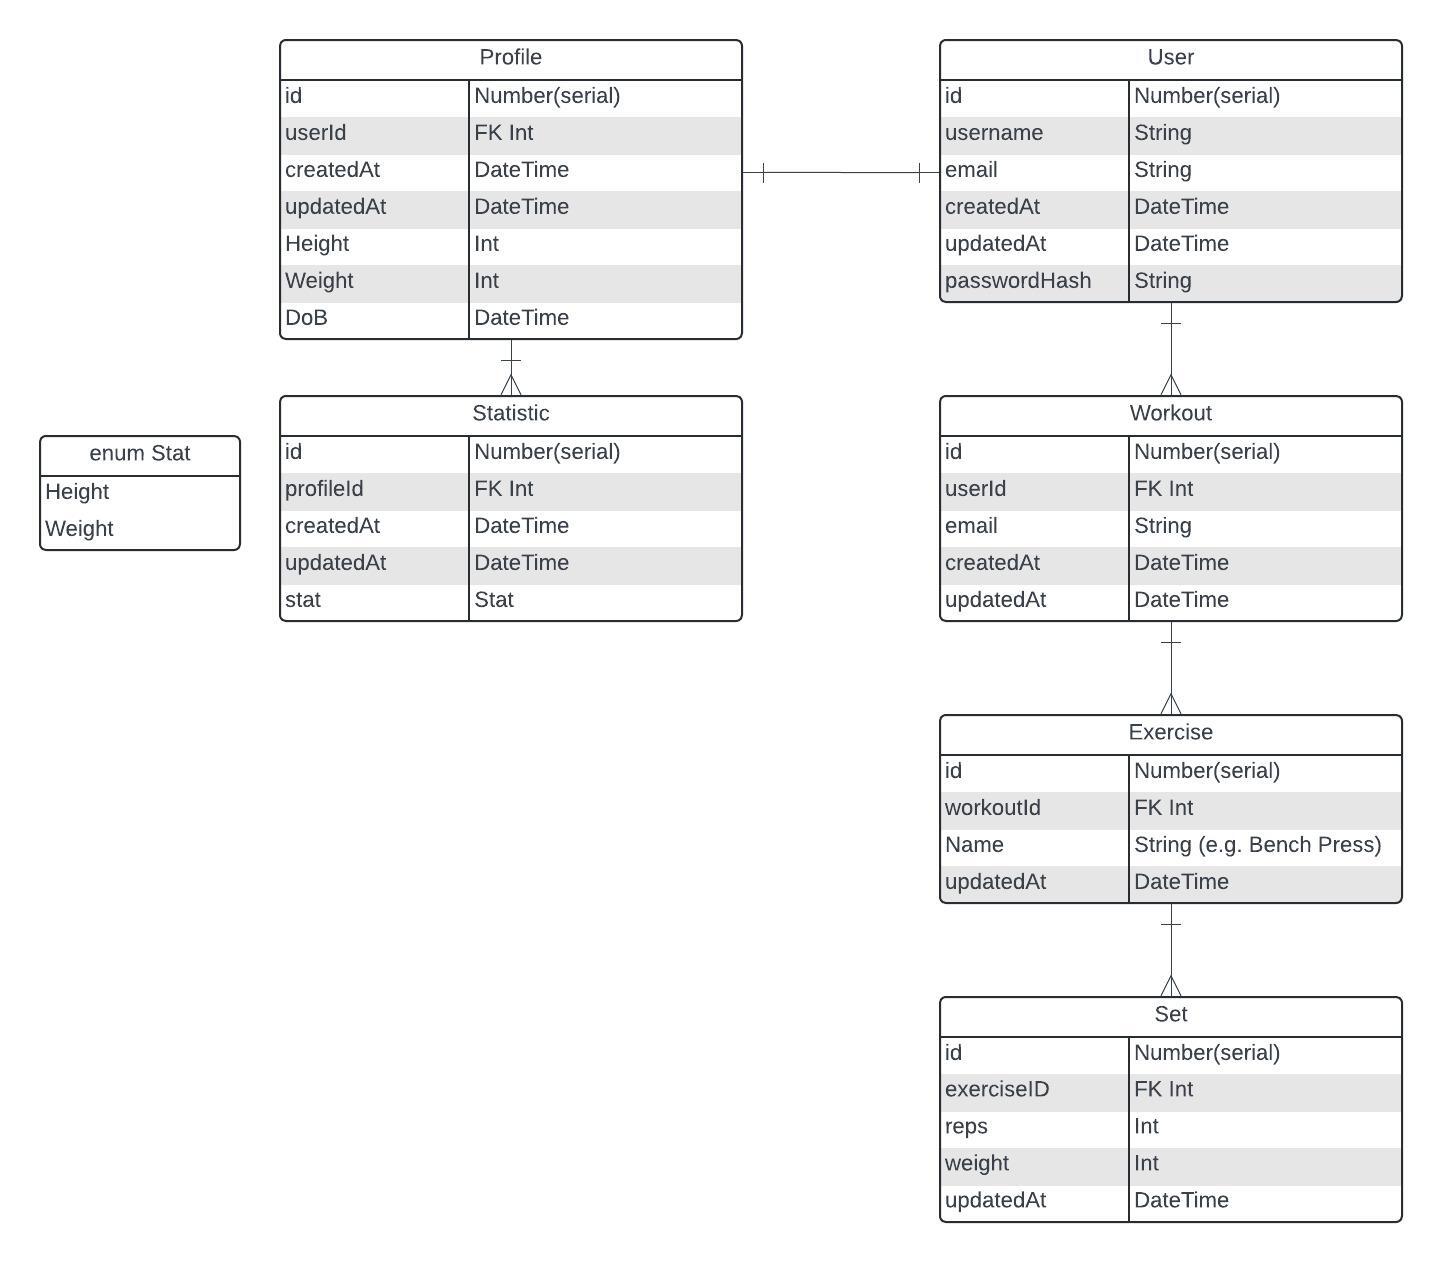 Profile
id Number(serial)
userId FK Int
createdAt DateTime
updatedAt DateTime
Height Int
Weight Int
DoB DateTime
User
id Number(serial)
username String
email String
createdAt DateTime
updatedAt DateTime
passwordHash String
enum Stat
Height
Weight
Statistic
id Number(serial)
profileId FK Int
createdAt DateTime
updatedAt DateTime
stat Stat
Workout
id Number(serial)
userId FK Int
email String
createdAt DateTime
updatedAt DateTime
Exercise
id Number(serial)
workoutId FK Int
Name String (e.g. Bench Press)
updatedAt DateTime
Set
id Number(serial)
exerciseID FK Int
reps Int
weight Int
updatedAt DateTime